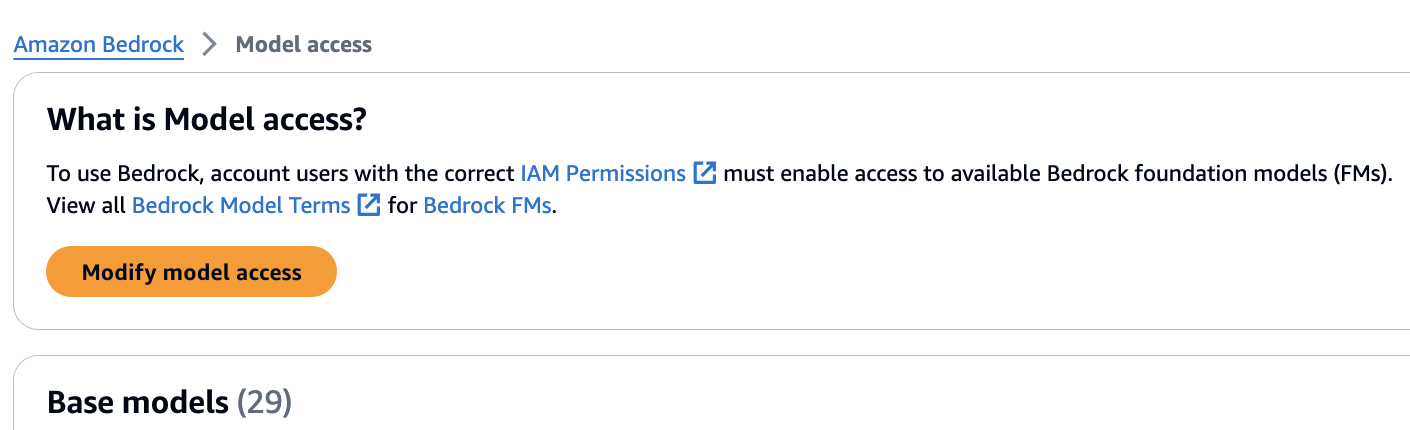 Amazon Bedrock > Model access
What is Model access?
To use Bedrock, account users with the correct IAM Permissions must enable access to available Bedrock foundation models (FMs).
View all Bedrock Model Terms for Bedrock FMs.
Modify model access
Base models (29)